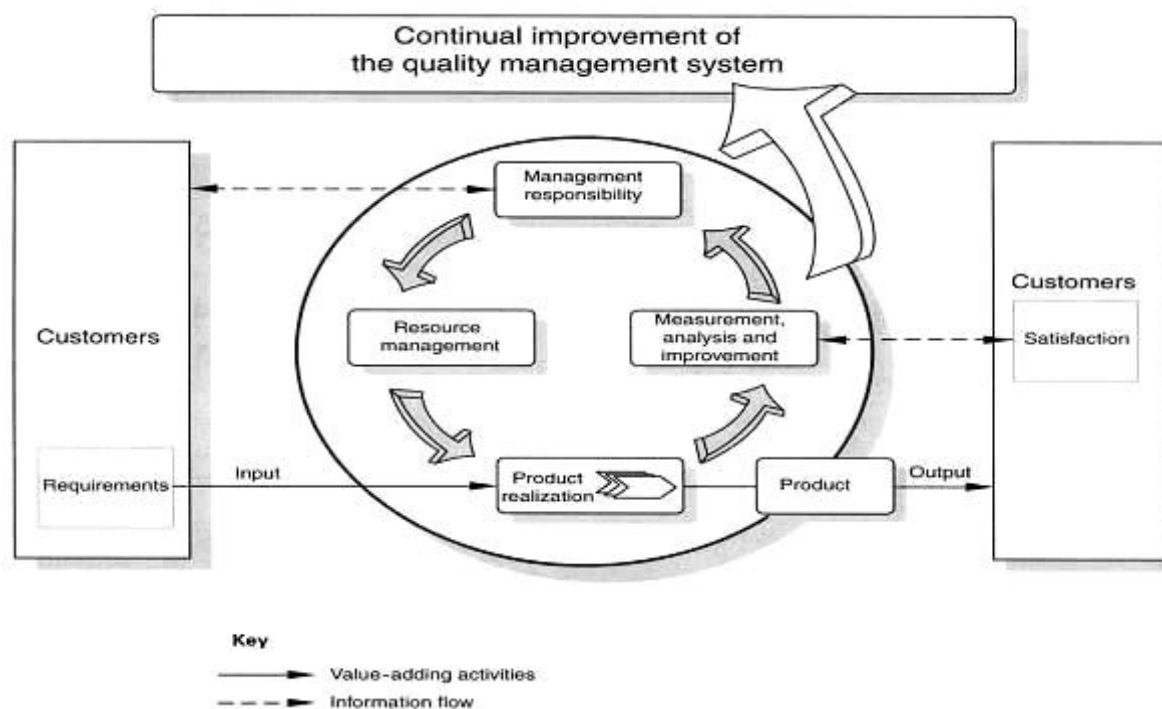 Continual improvement of
the quality management system
Management
responsibility
Customers
Resource
management
Measurement,
analysis and
improvement
Customers
Satisfaction
Requirements
Input
Product
realization
Product
Output
Key
Value-adding activities
Information flow